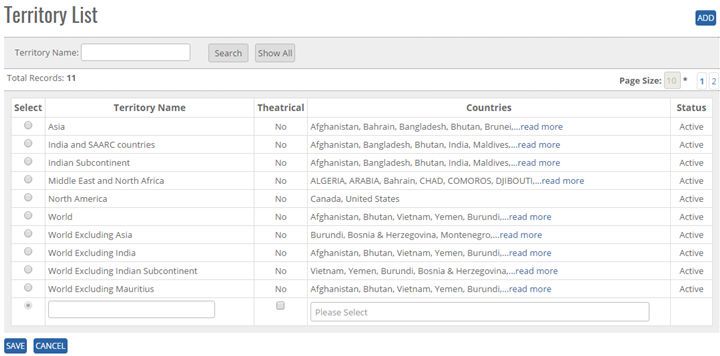 Territory List
ADD
Territory Name: Search Show All
Total Records: 11 Page Size: 10 * 1 2
Select Territory Name Theatrical Countries Status
Asia No Afghanistan, Bahrain, Bangladesh, Bhutan, Brunei,...read more Active
India and SAARC countries No Afghanistan, Bangladesh, Bhutan, India, Maldives,...read more Active
Indian Subcontinent No Afghanistan, Bangladesh, Bhutan, India, Maldives,...read more Active
Middle East and North Africa No ALGERIA, ARABIA, Bahrain, CHAD, COMOROS, DJIBOUTI,...read more Active
North America No Canada, United States Active
World No Afghanistan, Bhutan, Vietnam, Yemen, Burundi,...read more Active
World Excluding Asia No Burundi, Bosnia & Herzegovina, Montenegro,...read more Active
World Excluding India No Afghanistan, Bhutan, Vietnam, Yemen, Burundi,...read more Active
World Excluding Indian Subcontinent No Vietnam, Yemen, Burundi, Bosnia & Herzegovina,...read more Active
World Excluding Mauritius No Afghanistan, Bhutan, Vietnam, Yemen, Burundi,...read more Active
Please Select
SAVE CANCEL